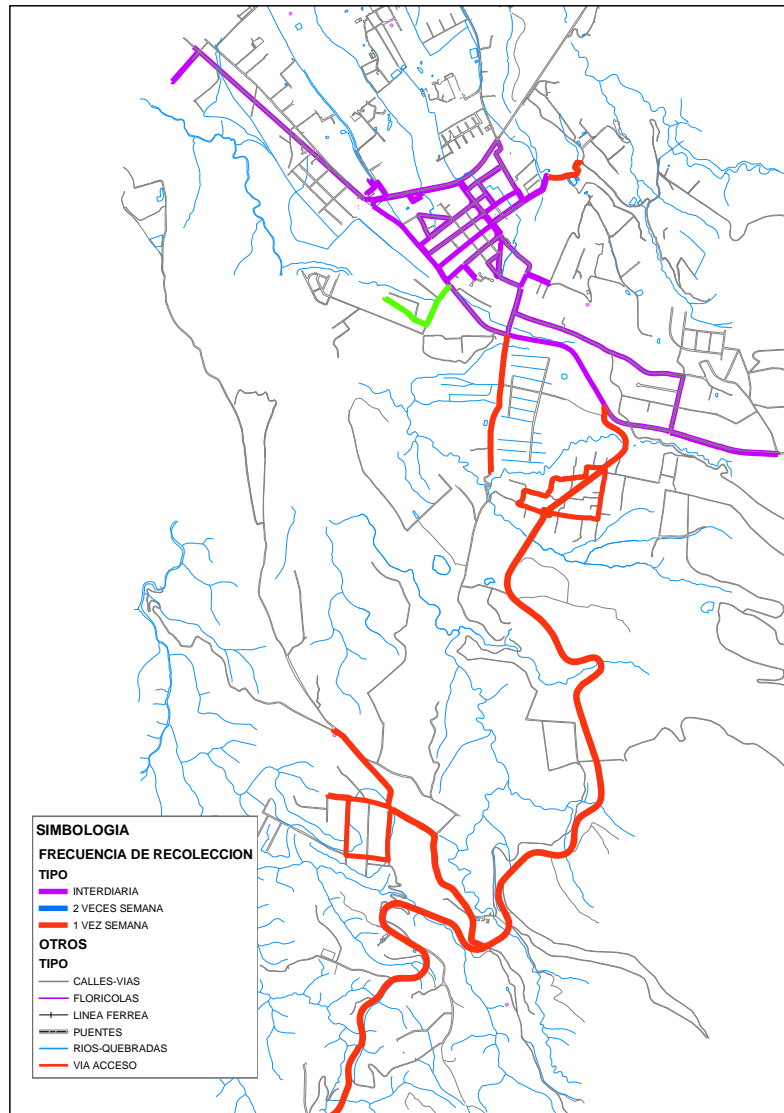 SIMBOLOGIA
FRECUENCIA DE RECOLECCION
TIPO
INTERDIARIA
2 VECES SEMANA
1 VEZ SEMANA
OTROS
TIPO
CALLES-VIAS
FLORICOLAS
LINEA FERREA
PUENTES
RIOS-QUEBRADAS
VIA ACCESO